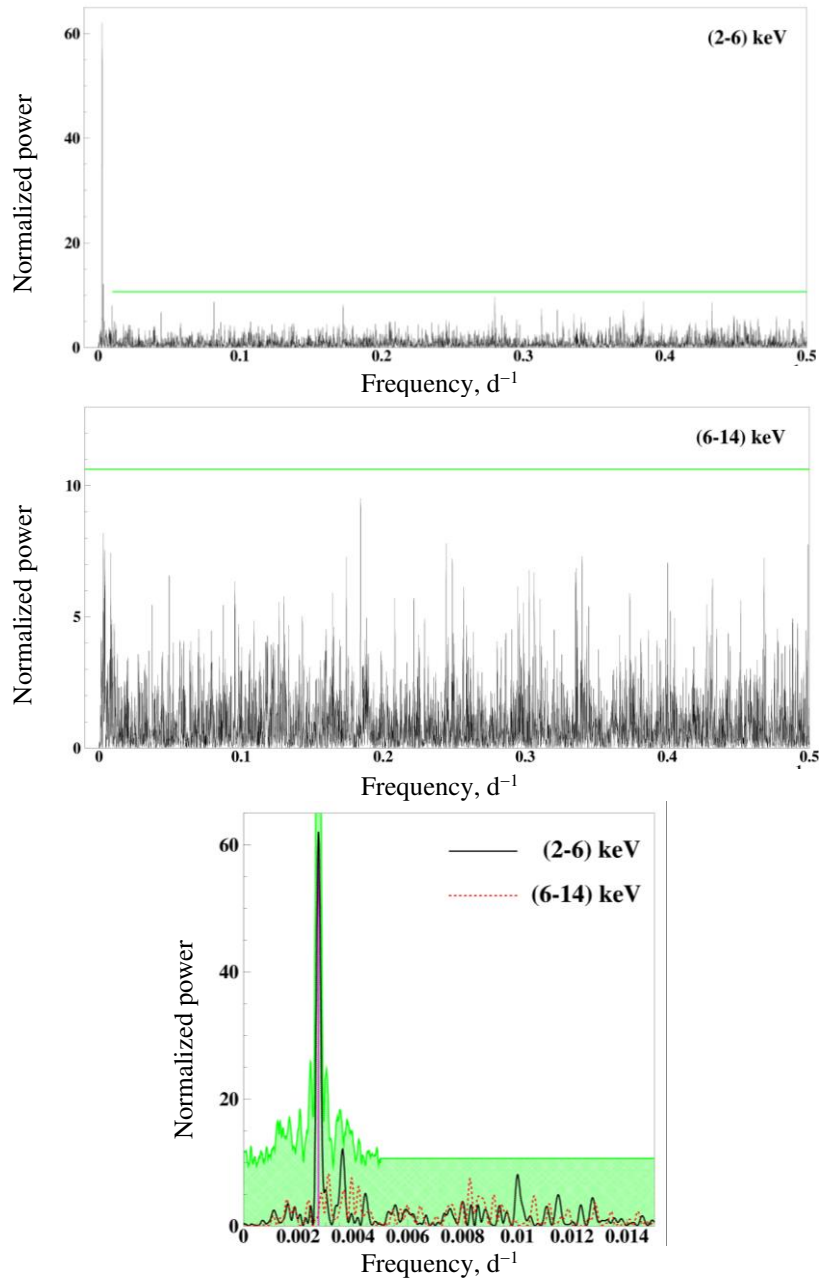 60
(2-6) keV
40
20
0
Normalized power
0 0.1 0.2 0.3 0.4 0.5
Frequency, d⁻¹
(6-14) keV
10
5
0
Normalized power
0 0.1 0.2 0.3 0.4 0.5
Frequency, d⁻¹
60
(2-6) keV
(6-14) keV
40
20
0
Normalized power
0 0.002 0.004 0.006 0.008 0.01 0.012 0.014
Frequency, d⁻¹